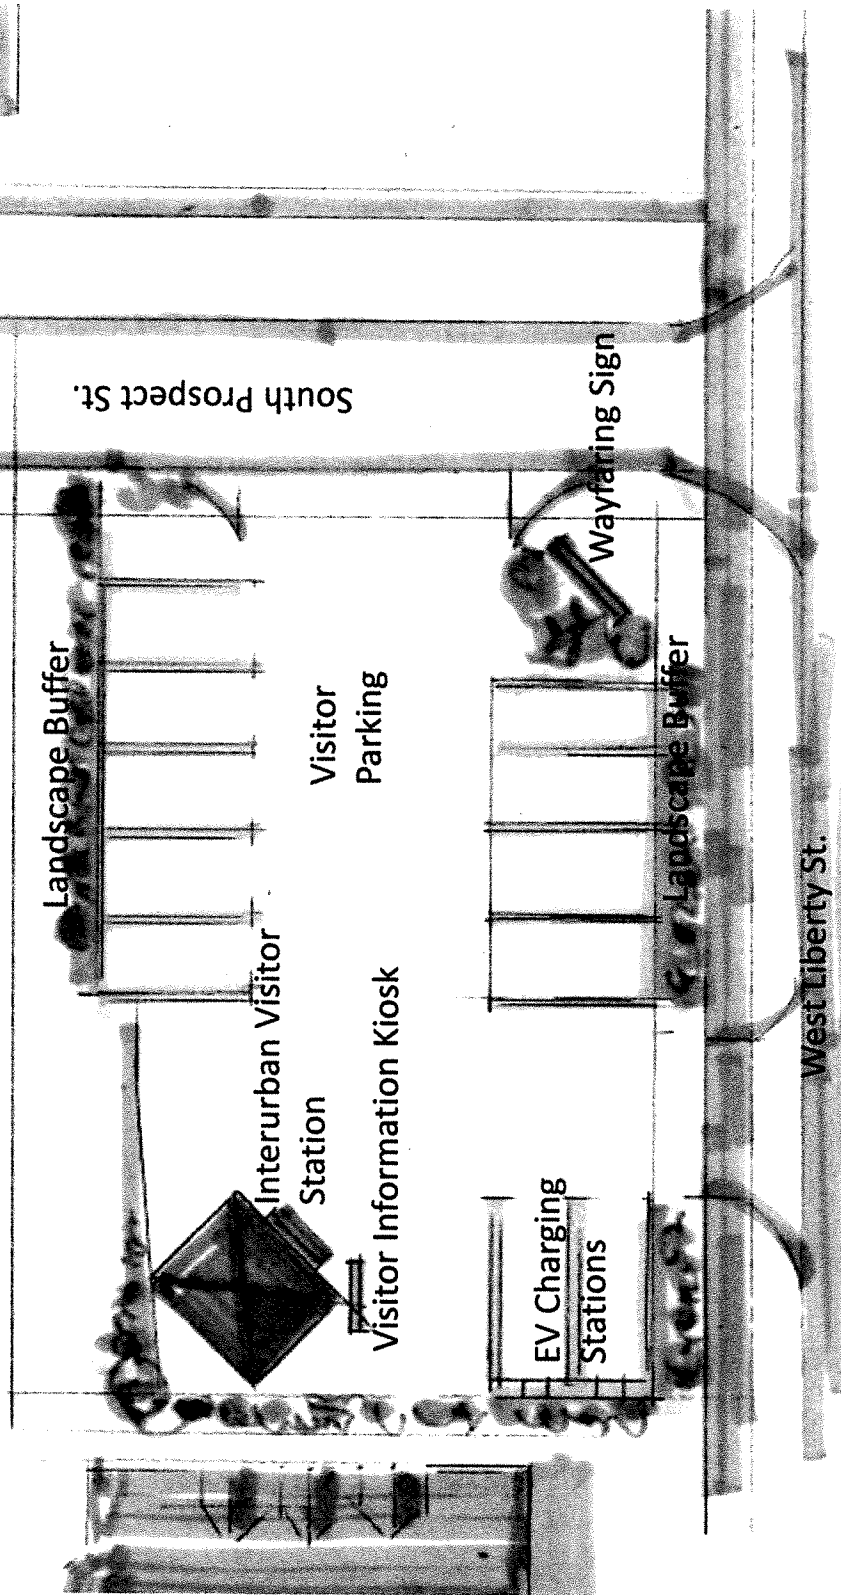 South Prospect St.
Wayfaring Sign
Landscape Buffer
Visitor
Parking
Landscape Buffer
West Liberty St.
Interurban Visitor
Station
Visitor Information Kiosk
EV Charging
Stations